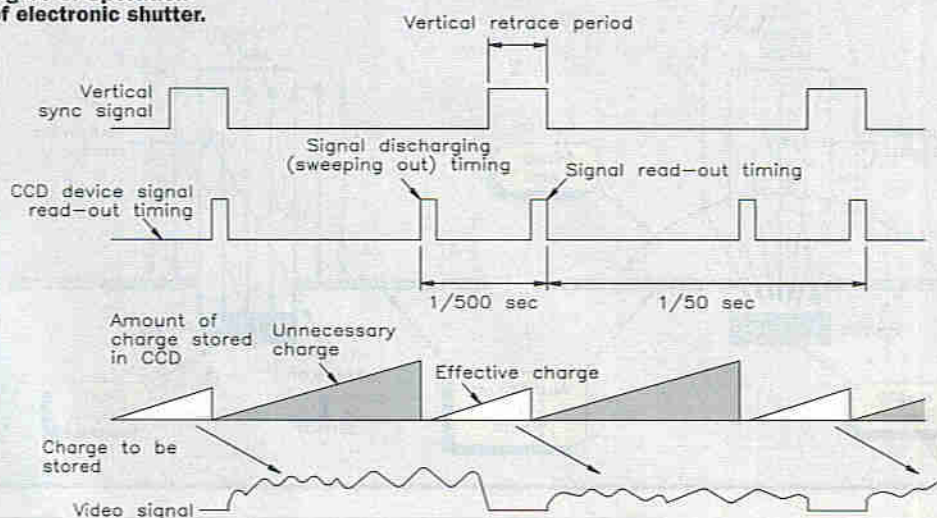 of electronic shutter.
Vertical retrace period
Vertical
sync signal
Signal discharging
(sweeping out) timing
Signal read-out timing
CCD device signal
read-out timing
1/500 sec
1/50 sec
Amount of
charge stored
in CCD
Unnecessary
charge
Effective charge
Charge to be
stored
Video signal